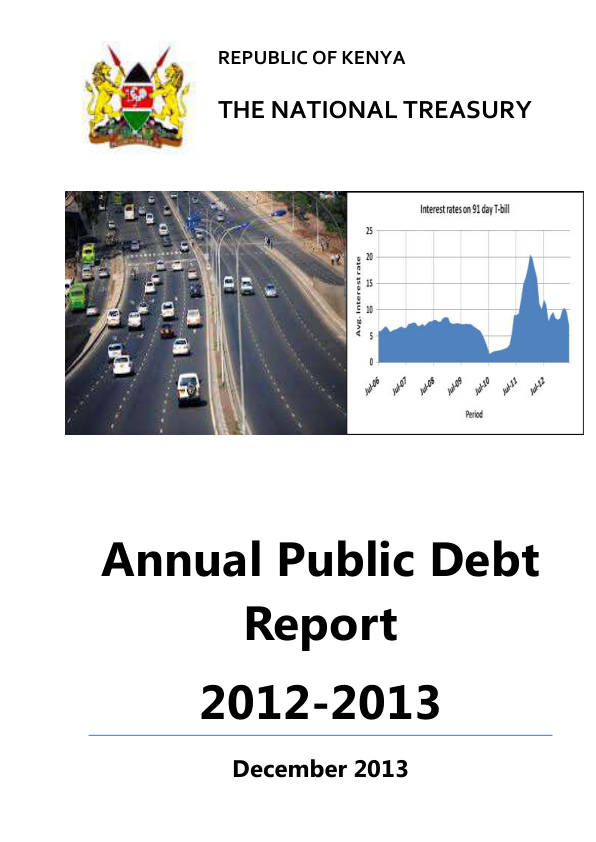 REPUBLIC OF KENYA
THE NATIONAL TREASURY
Interest rates on 91 day T-bill
Avg. Interest rate
25
20
15
10
5
0
Jul-06
Jul-07
Jul-08
Jul-09
Jul-10
Jul-11
Jul-12
Period
Annual Public Debt
Report
2012-2013
December 2013